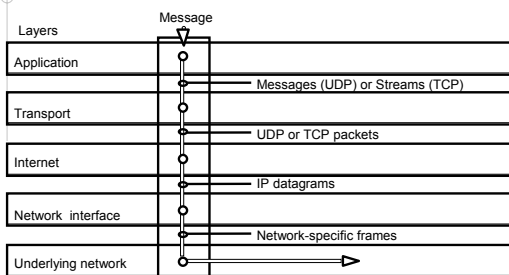 Message
Layers
Application
Messages (UDP) or Streams (TCP)
Transport
UDP or TCP packets
Internet
IP datagrams
Network interface
Network-specific frames
Underlying network